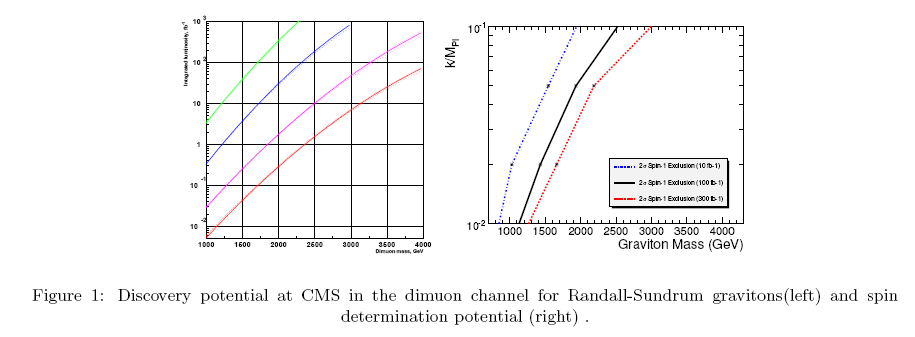 Integrated luminosity, fb⁻¹
10³
10²
10
1
10⁻¹
10⁻²
1000 1500 2000 2500 3000 3500 4000
Dimuon mass, GeV
k/M_Pl
10⁻¹
10⁻²
2σ Spin-1 Exclusion (10 fb-1)
2σ Spin-1 Exclusion (100 fb-1)
2σ Spin-1 Exclusion (300 fb-1)
1000 1500 2000 2500 3000 3500 4000
Graviton Mass (GeV)
Figure 1: Discovery potential at CMS in the dimuon channel for Randall-Sundrum gravitons(left) and spin
determination potential (right) .